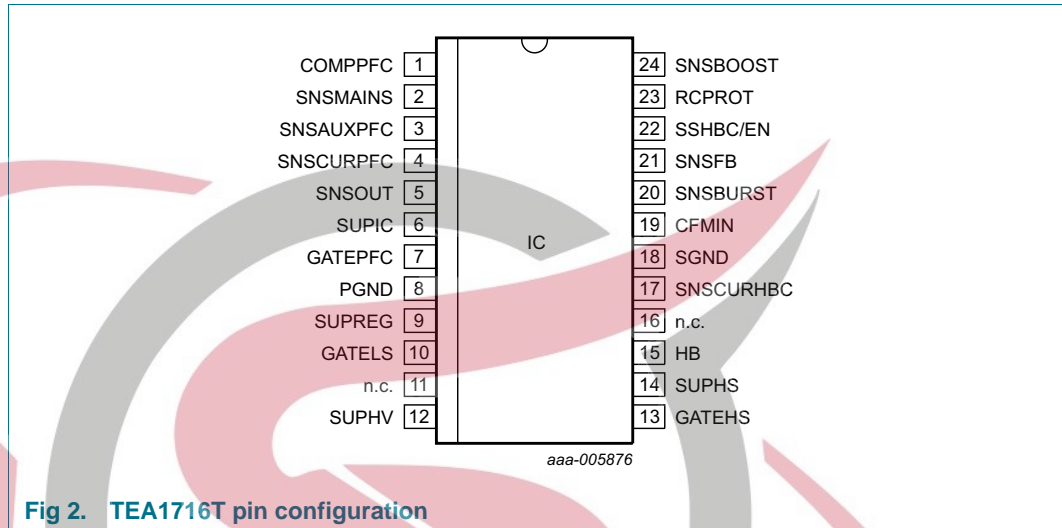 COMPPFC 1
SNSMAINS 2
SNSAUXPFC 3
SNSCURPFC 4
SNSOUT 5
SUPIC 6
GATEPFC 7
PGND 8
SUPREG 9
GATELS 10
n.c. 11
SUPHV 12
IC
24 SNSBOOST
23 RCPROT
22 SSHBC/EN
21 SNSFB
20 SNSBURST
19 CFMIN
18 SGND
17 SNSCURHBC
16 n.c.
15 HB
14 SUPHS
13 GATEHS
aaa-005876
Fig 2. TEA1716T pin configuration